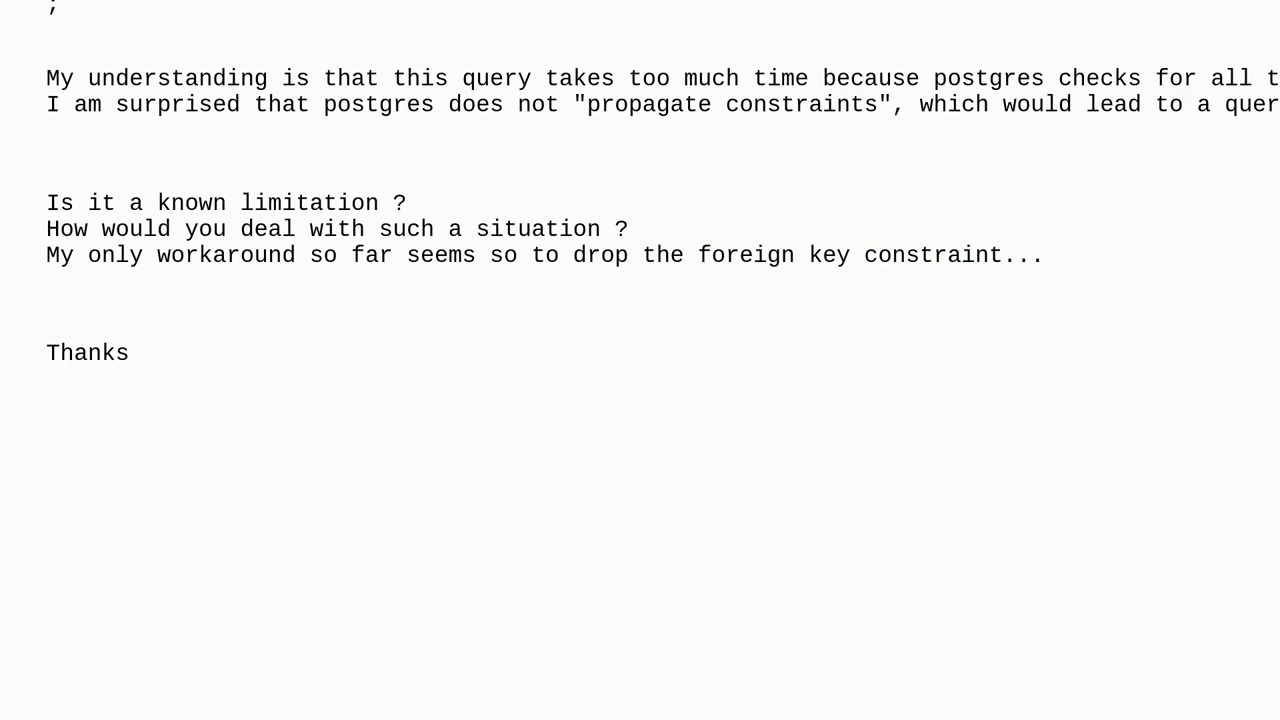 ;
My understanding is that this query takes too much time because postgres checks for all t
I am surprised that postgres does not "propagate constraints", which would lead to a quer
Is it a known limitation ?
How would you deal with such a situation ?
My only workaround so far seems so to drop the foreign key constraint...
Thanks